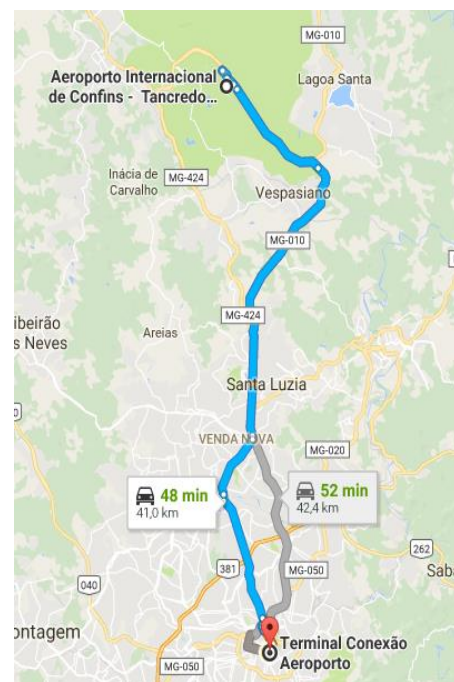 MG-010
Aeroporto Internacional
de Confins - Tancredo...
Lagoa Santa
Inácia de
Carvalho
MG-424
Vespasiano
MG-010
MG-424
ibeirão
s Neves
Areias
Santa Luzia
VENDA NOVA
MG-020
48 min
41,0 km
52 min
42,4 km
262
381
MG-050
Saba
040
ontagem
Terminal Conexão
Aeroporto
MG-050